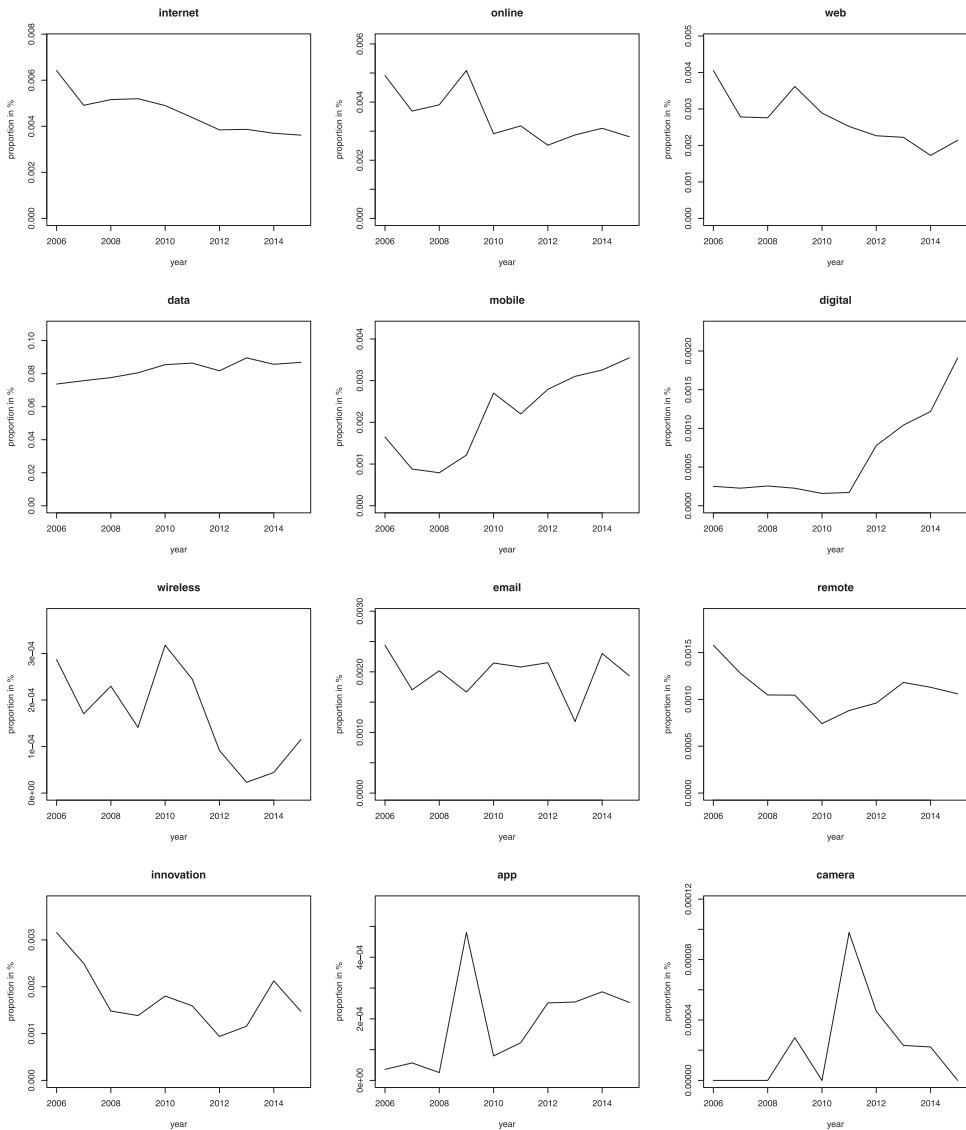 internet
proportion in %
0.000 0.002 0.004 0.006 0.008
2006 2008 2010 2012 2014
year
online
proportion in %
0.000 0.002 0.004 0.006
2006 2008 2010 2012 2014
year
web
proportion in %
0.000 0.001 0.002 0.003 0.004 0.005
2006 2008 2010 2012 2014
year
data
proportion in %
0.00 0.02 0.04 0.06 0.08 0.10
2006 2008 2010 2012 2014
year
mobile
proportion in %
0.000 0.001 0.002 0.003 0.004
2006 2008 2010 2012 2014
year
digital
proportion in %
0.0000 0.0005 0.0010 0.0015 0.0020
2006 2008 2010 2012 2014
year
wireless
proportion in %
0e+00 1e−04 2e−04 3e−04
2006 2008 2010 2012 2014
year
email
proportion in %
0.0000 0.0010 0.0020 0.0030
2006 2008 2010 2012 2014
year
remote
proportion in %
0.0000 0.0005 0.0010 0.0015
2006 2008 2010 2012 2014
year
innovation
proportion in %
0.000 0.001 0.002 0.003
2006 2008 2010 2012 2014
year
app
proportion in %
0e+00 2e−04 4e−04
2006 2008 2010 2012 2014
year
camera
proportion in %
0.00000 0.00004 0.00008 0.00012
2006 2008 2010 2012 2014
year